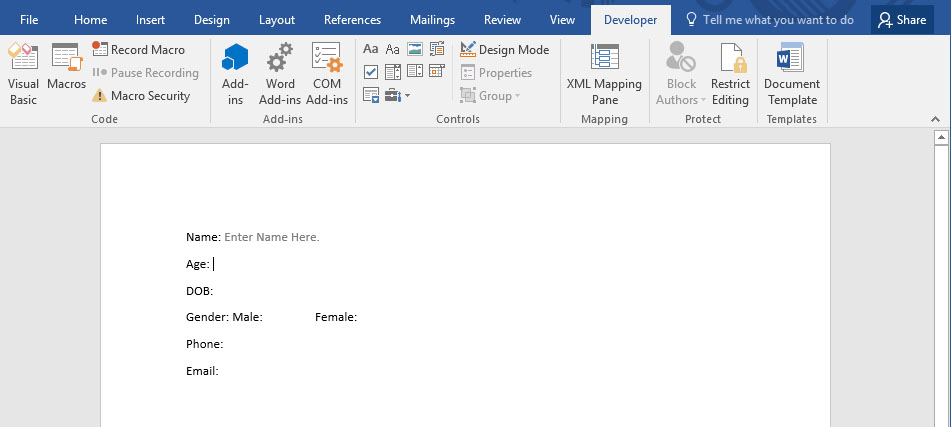 File Home Insert Design Layout References Mailings Review View Developer Tell me what you want to do Share
Visual Basic
Macros
Record Macro
Pause Recording
Macro Security
Code
Add-ins
Word Add-ins
COM Add-ins
Add-ins
Aa Aa
Design Mode
Properties
Group
Controls
XML Mapping Pane
Mapping
Block Authors
Restrict Editing
Protect
Document Template
Templates
Name: Enter Name Here.
Age:
DOB:
Gender: Male: Female:
Phone:
Email: